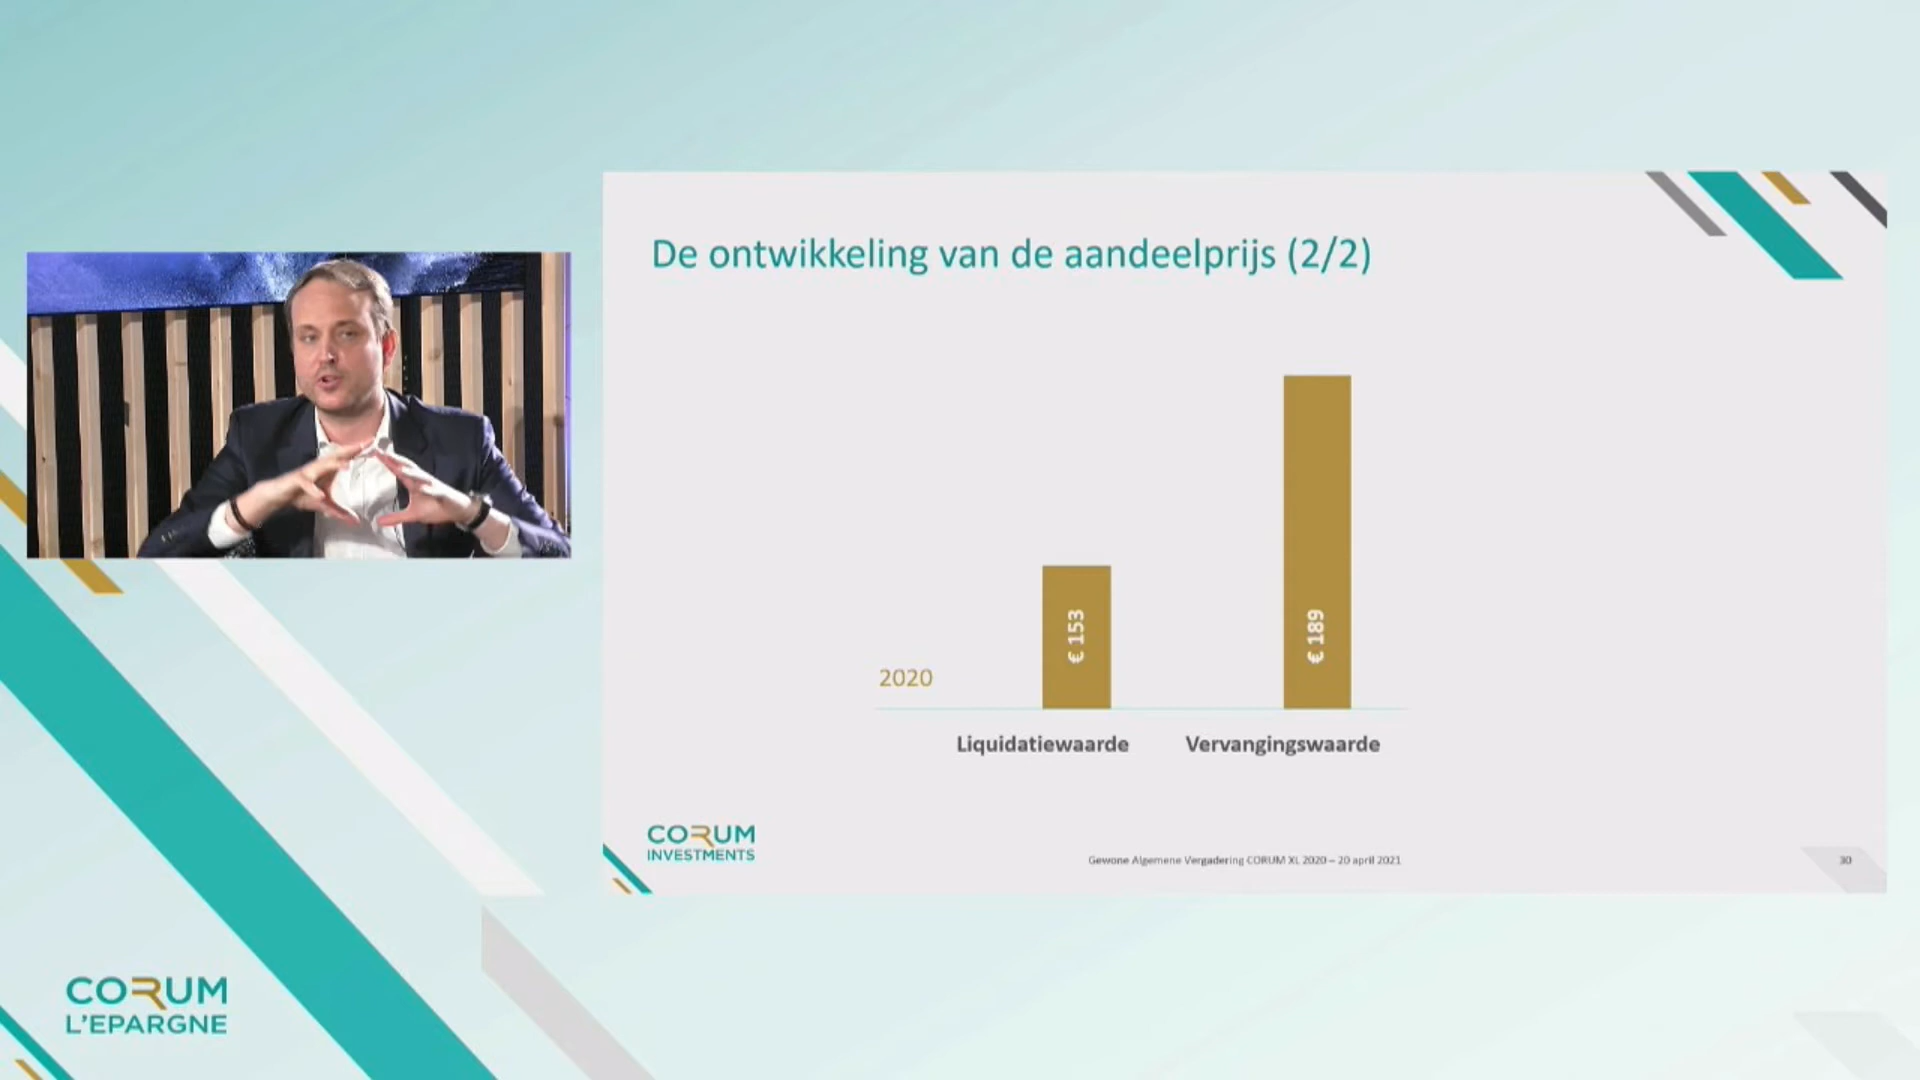 De ontwikkeling van de aandeelprijs (2/2)
€ 153
€ 189
2020
Liquidatiewaarde
Vervangingswaarde
CORUM
INVESTMENTS
Gewone Algemene Vergadering CORUM XL 2020 – 20 april 2021
30
CORUM
L'EPARGNE